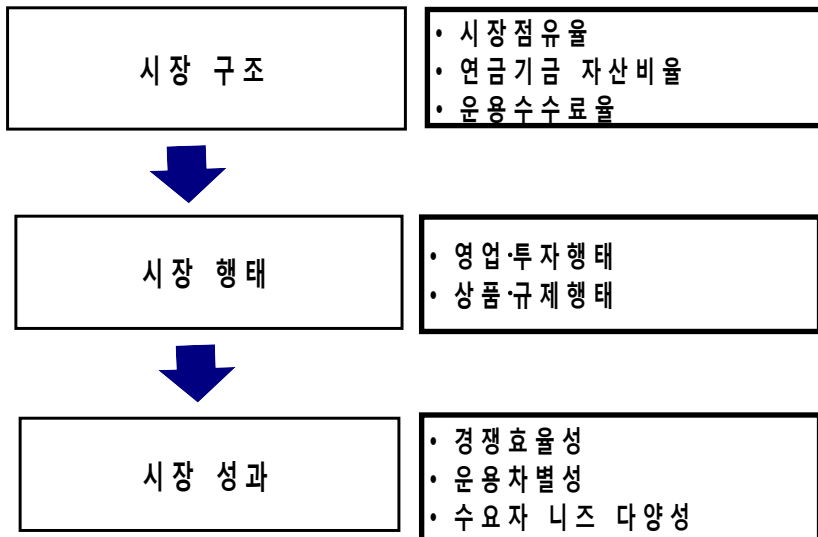 시장 구조
• 시장점유율
• 연금기금 자산비율
• 운용수수료율
시장 행태
• 영업·투자행태
• 상품·규제행태
시장 성과
• 경쟁효율성
• 운용차별성
• 수요자 니즈 다양성